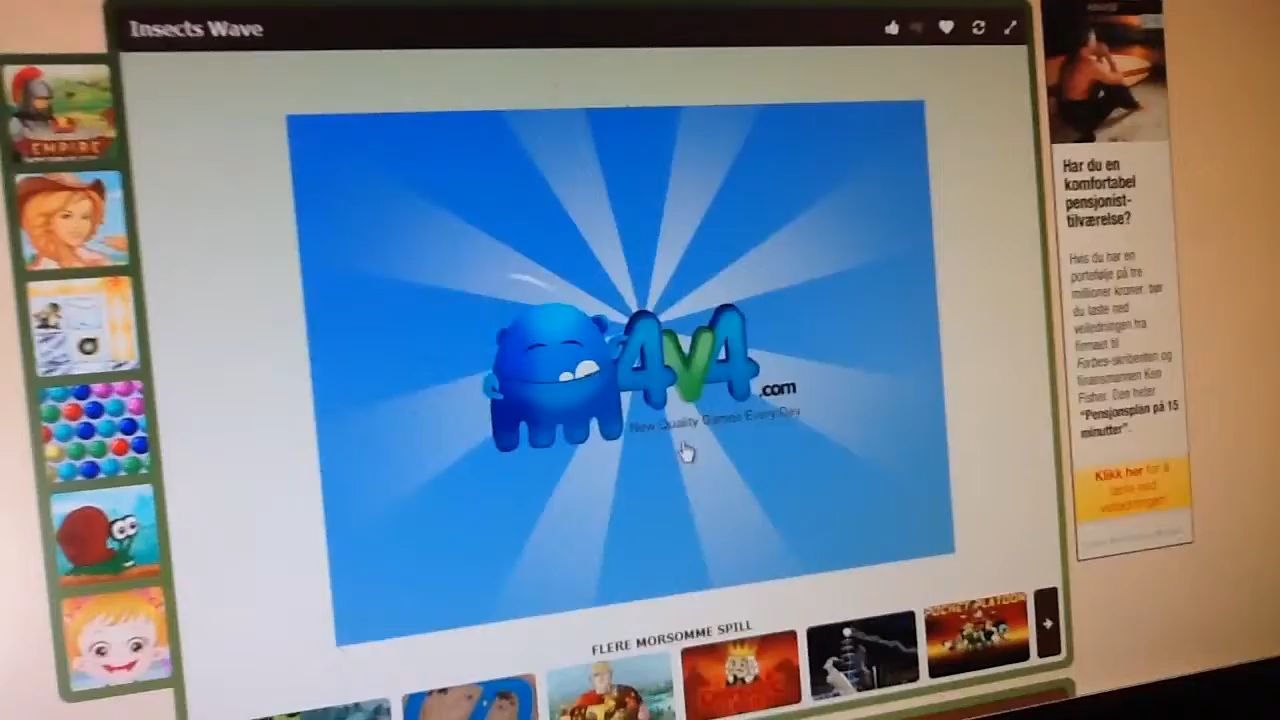 Insects Wave
EMPIRE
4v4
.com
New Quality Games Every Day
FLERE MORSOMME SPILL
POCKET PLATOON
Har du en
komfortabel
pensjonist-
tilværelse?
Hvis du har en
portefølje på tre
millioner kroner, bør
du laste ned
veiledningen fra
firmaet til
Forbes-skribenten og
finansmannen Ken
Fisher. Den heter
"Pensjonsplan på 15
minutter".
Klikk her for å
laste ned
veiledningen!